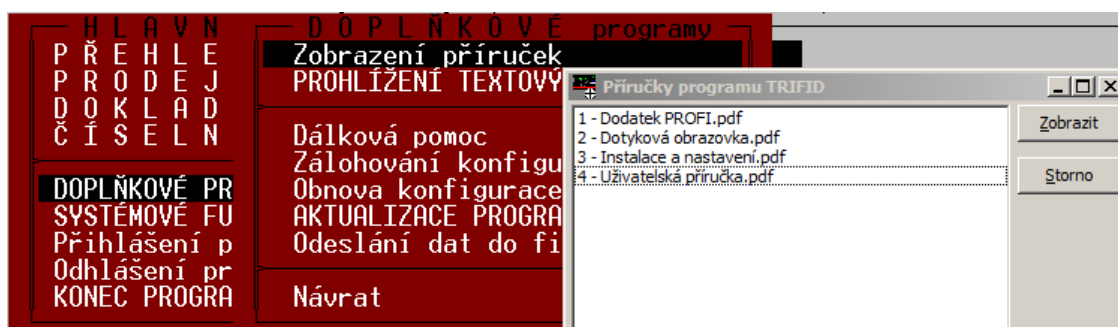 H L A V N
P Ř E H L E
P R O D E J
D O K L A D
Č Í S E L N
DOPLŇKOVÉ PR
SYSTÉMOVÉ FU
Přihlášení p
Odhlášení pr
KONEC PROGRA
D O P L Ň K O V É programy
Zobrazení příruček
PROHLÍŽENÍ TEXTOVÝ
Dálková pomoc
Zálohování konfigu
Obnova konfigurace
AKTUALIZACE PROGRA
Odeslání dat do fi
Návrat
Příručky programu TRIFID
1 - Dodatek PROFI.pdf
2 - Dotyková obrazovka.pdf
3 - Instalace a nastavení.pdf
4 - Uživatelská příručka.pdf
Zobrazit
Storno